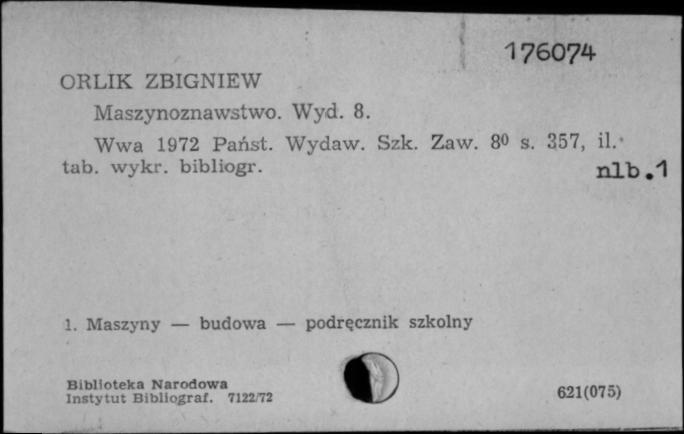 176074
ORLIK ZBIGNIEW
Maszynoznawstwo. Wyd. 8.
Wwa 1972 Państ. Wydaw. Szk. Zaw. 8⁰ s. 357, il.
tab. wykr. bibliogr.
nlb.1
1. Maszyny — budowa — podręcznik szkolny
Biblioteka Narodowa
Instytut Bibliograf. 7122/72
621(075)